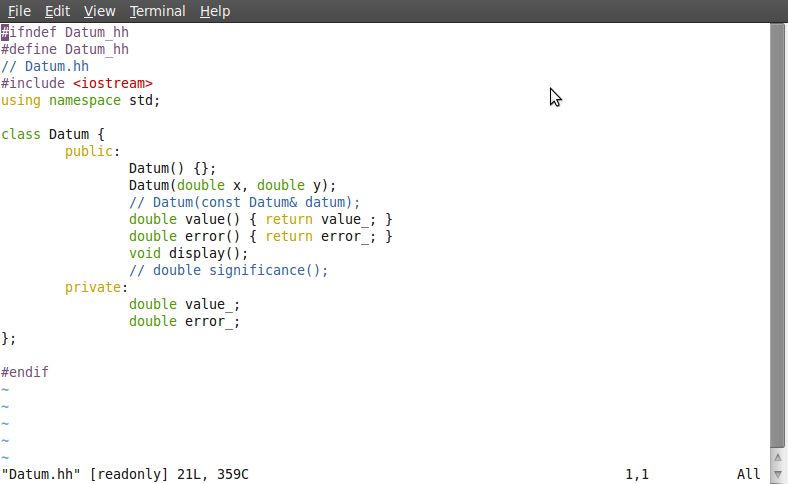 File Edit View Terminal Help
#ifndef Datum_hh
#define Datum_hh
// Datum.hh
#include <iostream>
using namespace std;

class Datum {
        public:
                Datum() {};
                Datum(double x, double y);
                // Datum(const Datum& datum);
                double value() { return value_; }
                double error() { return error_; }
                void display();
                // double significance();
        private:
                double value_;
                double error_;
};

#endif
~
~
~
~
~
"Datum.hh" [readonly] 21L, 359C 1,1 All